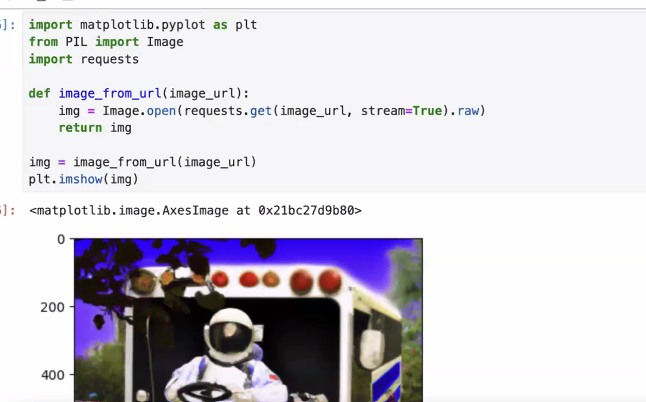 ]:
import matplotlib.pyplot as plt
from PIL import Image
import requests
def image_from_url(image_url):
img = Image.open(requests.get(image_url, stream=True).raw)
return img
img = image_from_url(image_url)
plt.imshow(img)
]:
<matplotlib.image.AxesImage at 0x21bc27d9b80>
0
200
400